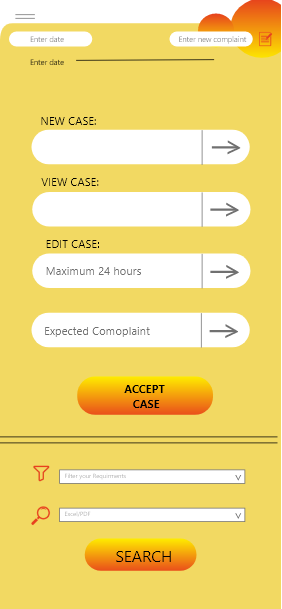 Enter date
Enter new complaint
Enter date
NEW CASE:
VIEW CASE:
EDIT CASE:
Maximum 24 hours
Expected Comoplaint
ACCEPT
CASE
Filter your Requirments
Excel/PDF
SEARCH